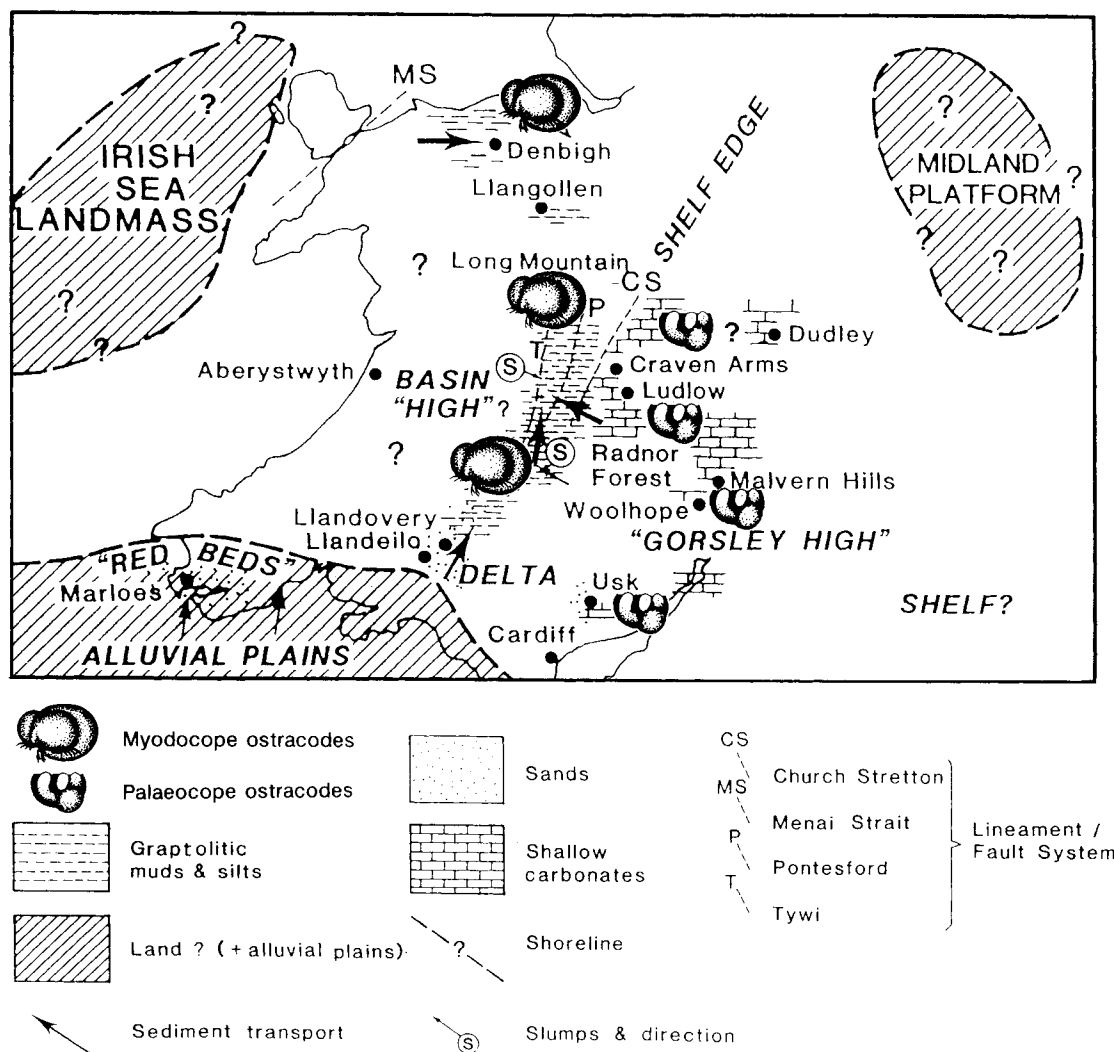 ?
MS
?
IRISH
SEA
LANDMASS
?
?
Denbigh
Llangollen
SHELF EDGE
?
MIDLAND
PLATFORM
?
?
?
Long Mountain
CS
P
T
S
?
Dudley
Craven Arms
Ludlow
Aberystwyth
BASIN
"HIGH" ?
?
S
Radnor
Forest
Malvern Hills
Woolhope
"GORSLEY HIGH"
Llandovery
Llandeilo
"RED BEDS"
Marloes
DELTA
Usk
SHELF?
Cardiff
ALLUVIAL PLAINS
Myodocope ostracodes
Palaeocope ostracodes
Graptolitic
muds & silts
Land ? (+ alluvial plains)
Sediment transport
Sands
Shallow
carbonates
?
Shoreline
S
Slumps & direction
CS
Church Stretton
MS
Menai Strait
P
Pontesford
T
Tywi
Lineament /
Fault System